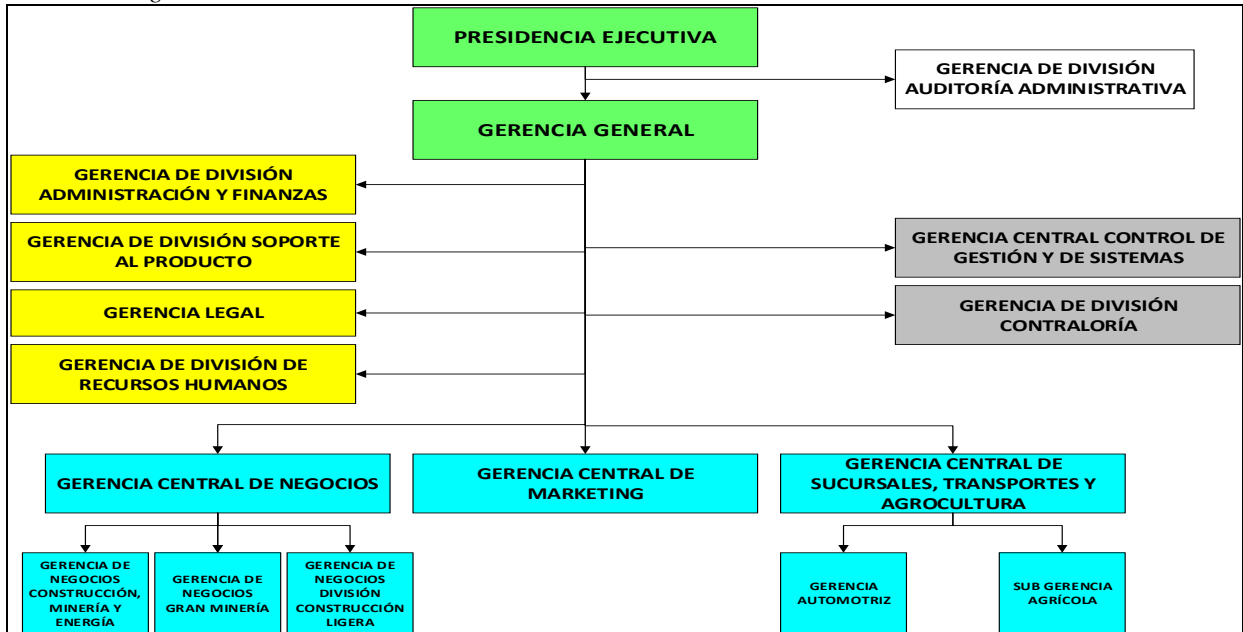 PRESIDENCIA EJECUTIVA
GERENCIA DE DIVISIÓN
AUDITORÍA ADMINISTRATIVA
GERENCIA GENERAL
GERENCIA DE DIVISIÓN
ADMINISTRACIÓN Y FINANZAS
GERENCIA DE DIVISIÓN SOPORTE
AL PRODUCTO
GERENCIA CENTRAL CONTROL DE
GESTIÓN Y DE SISTEMAS
GERENCIA LEGAL
GERENCIA DE DIVISIÓN
CONTRALORÍA
GERENCIA DE DIVISIÓN DE
RECURSOS HUMANOS
GERENCIA CENTRAL DE NEGOCIOS
GERENCIA CENTRAL DE
MARKETING
GERENCIA CENTRAL DE
SUCURSALES, TRANSPORTES Y
AGROCULTURA
GERENCIA DE
NEGOCIOS
CONSTRUCCIÓN,
MINERÍA Y
ENERGÍA
GERENCIA DE
NEGOCIOS
GRAN MINERÍA
GERENCIA DE
NEGOCIOS
DIVISIÓN
CONSTRUCCIÓN
LIGERA
GERENCIA
AUTOMOTRIZ
SUB GERENCIA
AGRÍCOLA